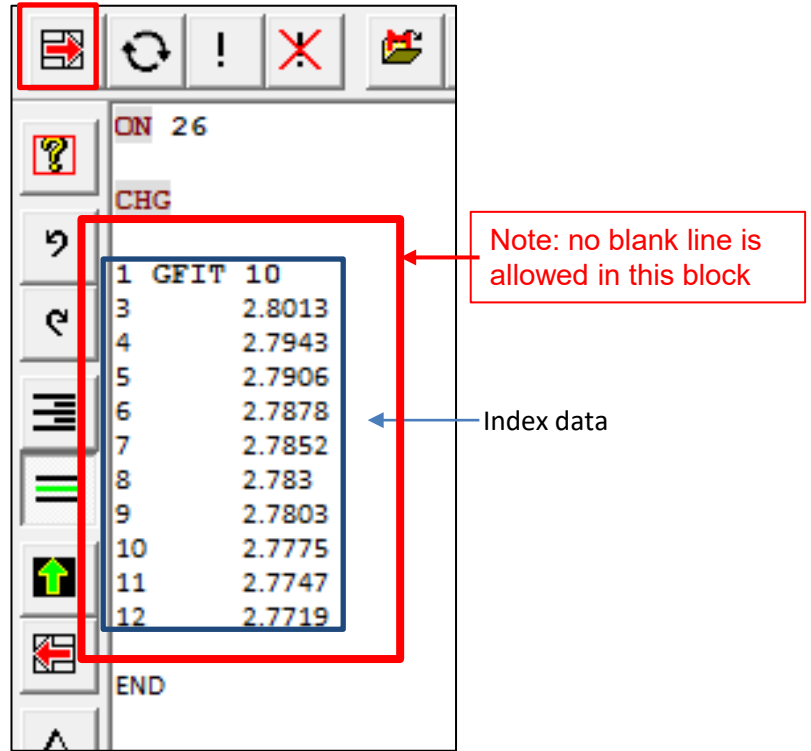 ON 26
CHG
1 GFIT 10
3 2.8013
4 2.7943
5 2.7906
6 2.7878
7 2.7852
8 2.783
9 2.7803
10 2.7775
11 2.7747
12 2.7719
END
Note: no blank line is
allowed in this block
Index data